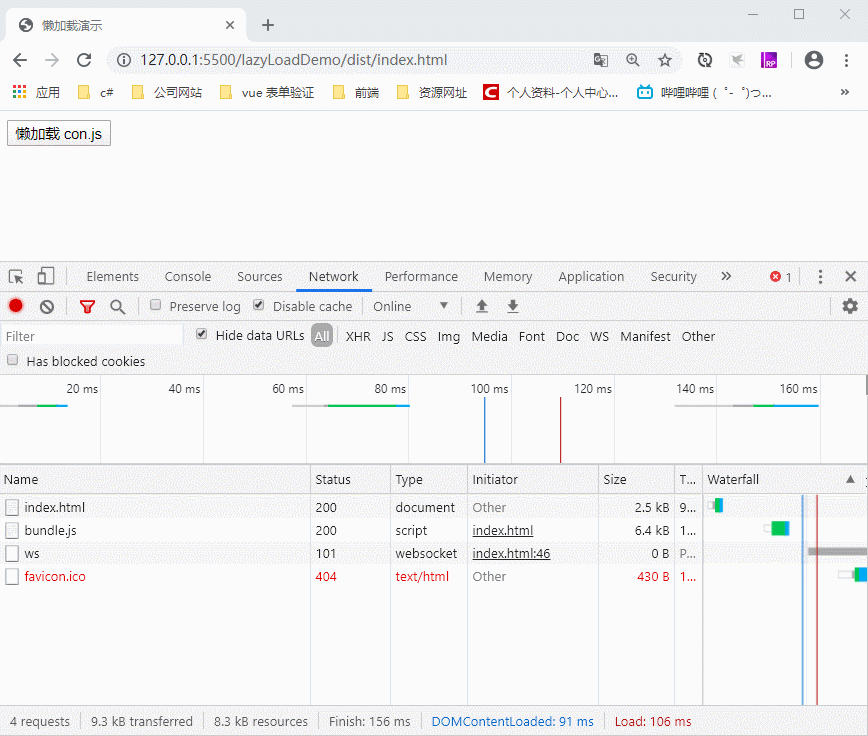 懒加载演示
127.0.0.1:5500/lazyLoadDemo/dist/index.html
应用 c# 公司网站 vue 表单验证 前端 资源网址 C 个人资料-个人中心... 哔哩哔哩 ( ゜- ゜)つ... »
懒加载 con.js
Elements Console Sources Network Performance Memory Application Security » 1
Preserve log Disable cache Online
Filter Hide data URLs All XHR JS CSS Img Media Font Doc WS Manifest Other
Has blocked cookies
20 ms 40 ms 60 ms 80 ms 100 ms 120 ms 140 ms 160 ms
Name Status Type Initiator Size T... Waterfall
index.html 200 document Other 2.5 kB 9...
bundle.js 200 script index.html 6.4 kB 1...
ws 101 websocket index.html:46 0 B P...
favicon.ico 404 text/html Other 430 B 1...
4 requests 9.3 kB transferred 8.3 kB resources Finish: 156 ms DOMContentLoaded: 91 ms Load: 106 ms